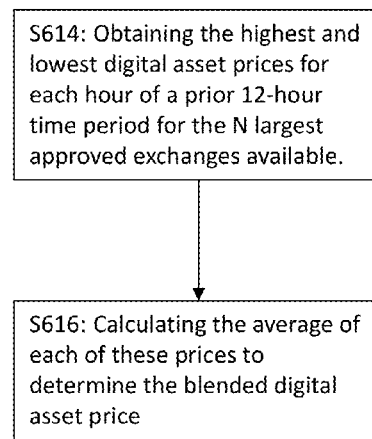 S614: Obtaining the highest and
lowest digital asset prices for
each hour of a prior 12-hour
time period for the N largest
approved exchanges available.
S616: Calculating the average of
each of these prices to
determine the blended digital
asset price